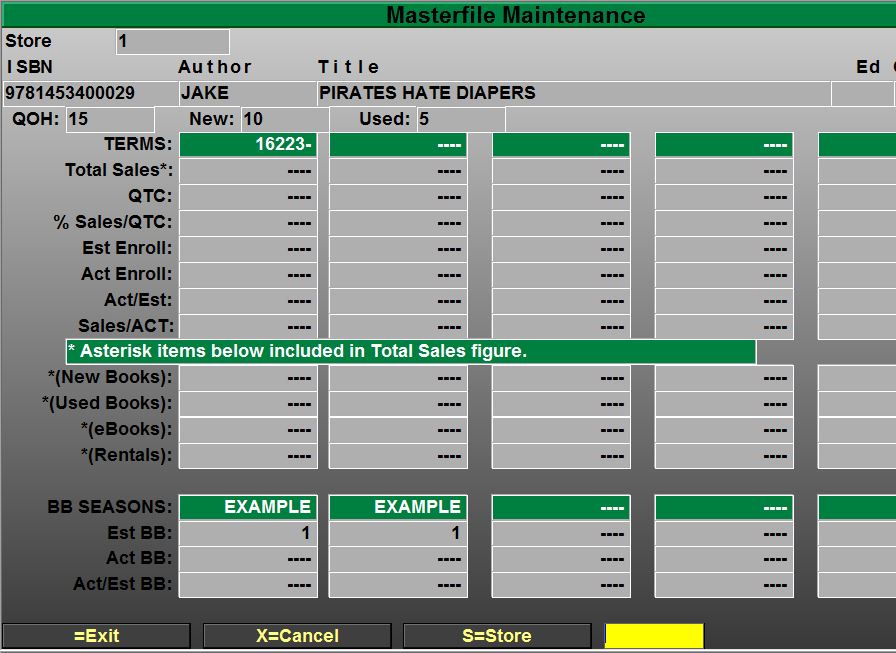 Masterfile Maintenance
Store 1
ISBN Author Title Ed
9781453400029 JAKE PIRATES HATE DIAPERS
QOH: 15 New: 10 Used: 5
TERMS: 16223- ---- ---- ----
Total Sales*: ---- ---- ---- ----
QTC: ---- ---- ---- ----
% Sales/QTC: ---- ---- ---- ----
Est Enroll: ---- ---- ---- ----
Act Enroll: ---- ---- ---- ----
Act/Est: ---- ---- ---- ----
Sales/ACT: ---- ---- ---- ----
* Asterisk items below included in Total Sales figure.
*(New Books): ---- ---- ---- ----
*(Used Books): ---- ---- ---- ----
*(eBooks): ---- ---- ---- ----
*(Rentals): ---- ---- ---- ----
BB SEASONS: EXAMPLE EXAMPLE ---- ----
Est BB: 1 1 ---- ----
Act BB: ---- ---- ---- ----
Act/Est BB: ---- ---- ---- ----
=Exit X=Cancel S=Store